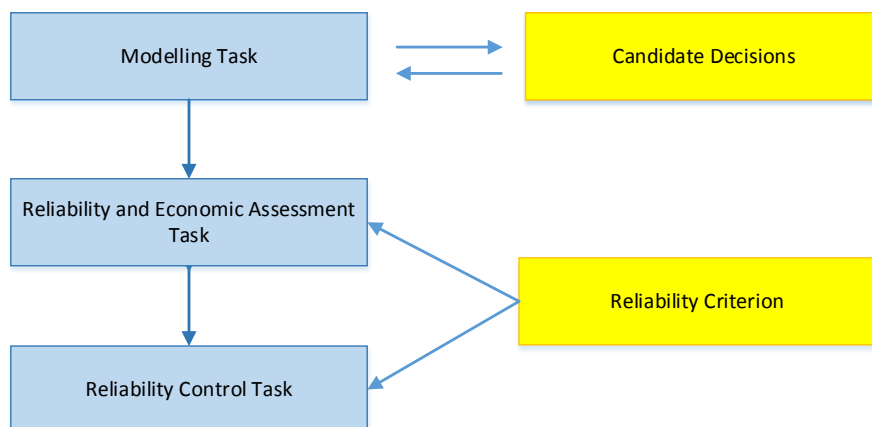 Modelling Task
Candidate Decisions
Reliability and Economic Assessment
Task
Reliability Criterion
Reliability Control Task